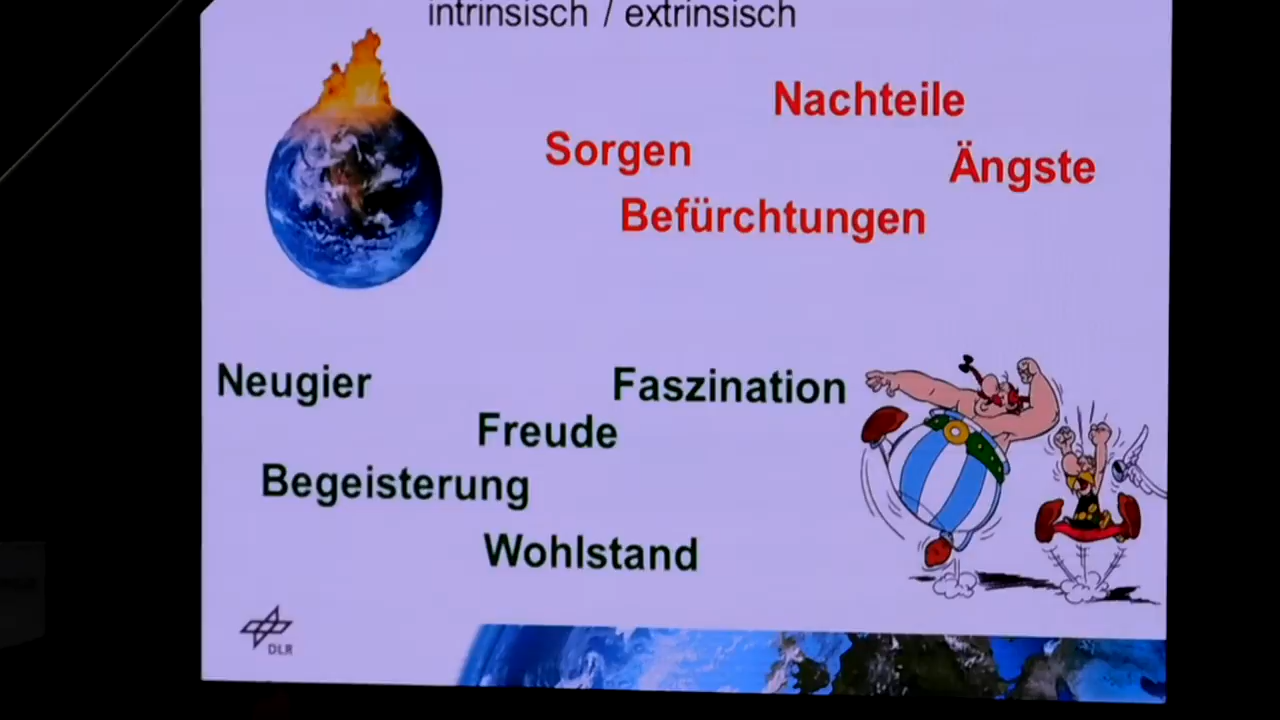 intrinsisch / extrinsisch
Nachteile
Sorgen
Ängste
Befürchtungen
Neugier
Faszination
Freude
Begeisterung
Wohlstand
DLR